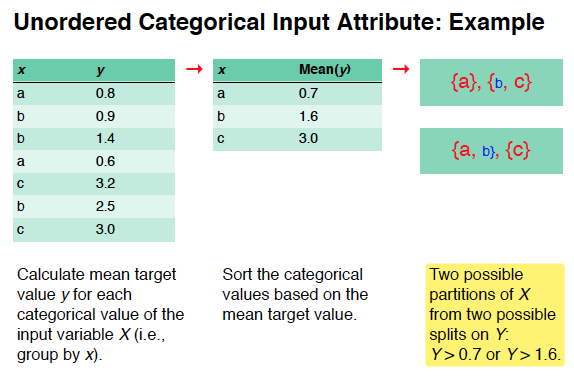 Unordered Categorical Input Attribute: Example
x y
a 0.8
b 0.9
b 1.4
a 0.6
c 3.2
b 2.5
c 3.0
→
x Mean(y)
a 0.7
b 1.6
c 3.0
→
{a}, {b, c}
{a, b}, {c}
Calculate mean target
value y for each
categorical value of the
input variable X (i.e.,
group by x).
Sort the categorical
values based on the
mean target value.
Two possible
partitions of X
from two possible
splits on Y:
Y> 0.7 or Y> 1.6.